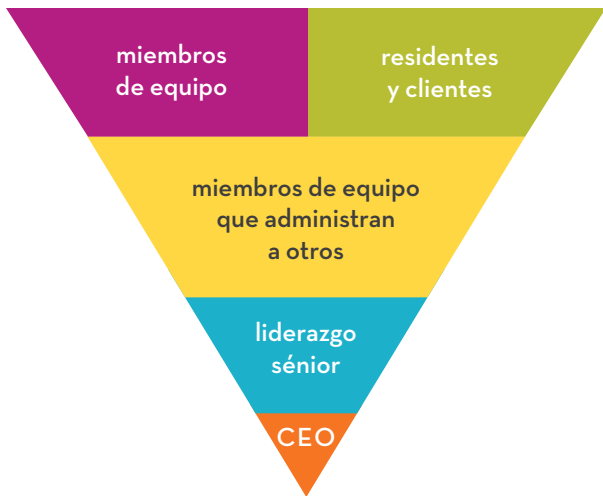 miembros
de equipo
residentes
y clientes
miembros de equipo
que administran
a otros
liderazgo
sénior
CEO